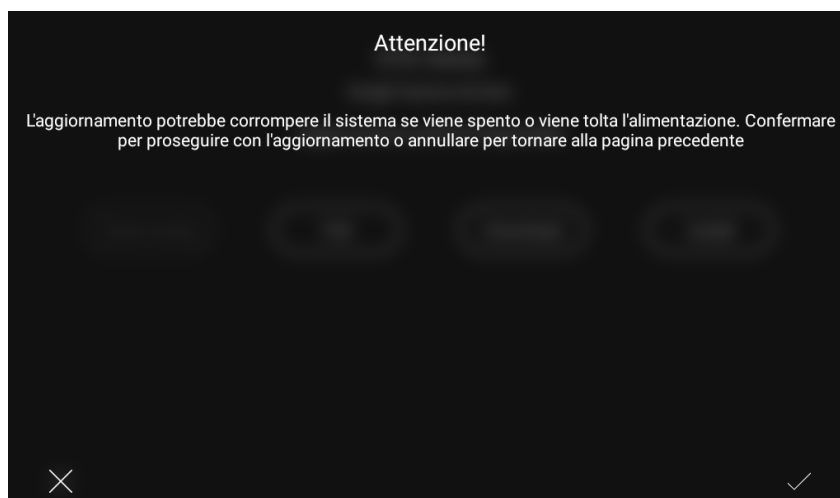 Attenzione!
L'aggiornamento potrebbe corrompere il sistema se viene spento o viene tolta l'alimentazione. Confermare
per proseguire con l'aggiornamento o annullare per tornare alla pagina precedente